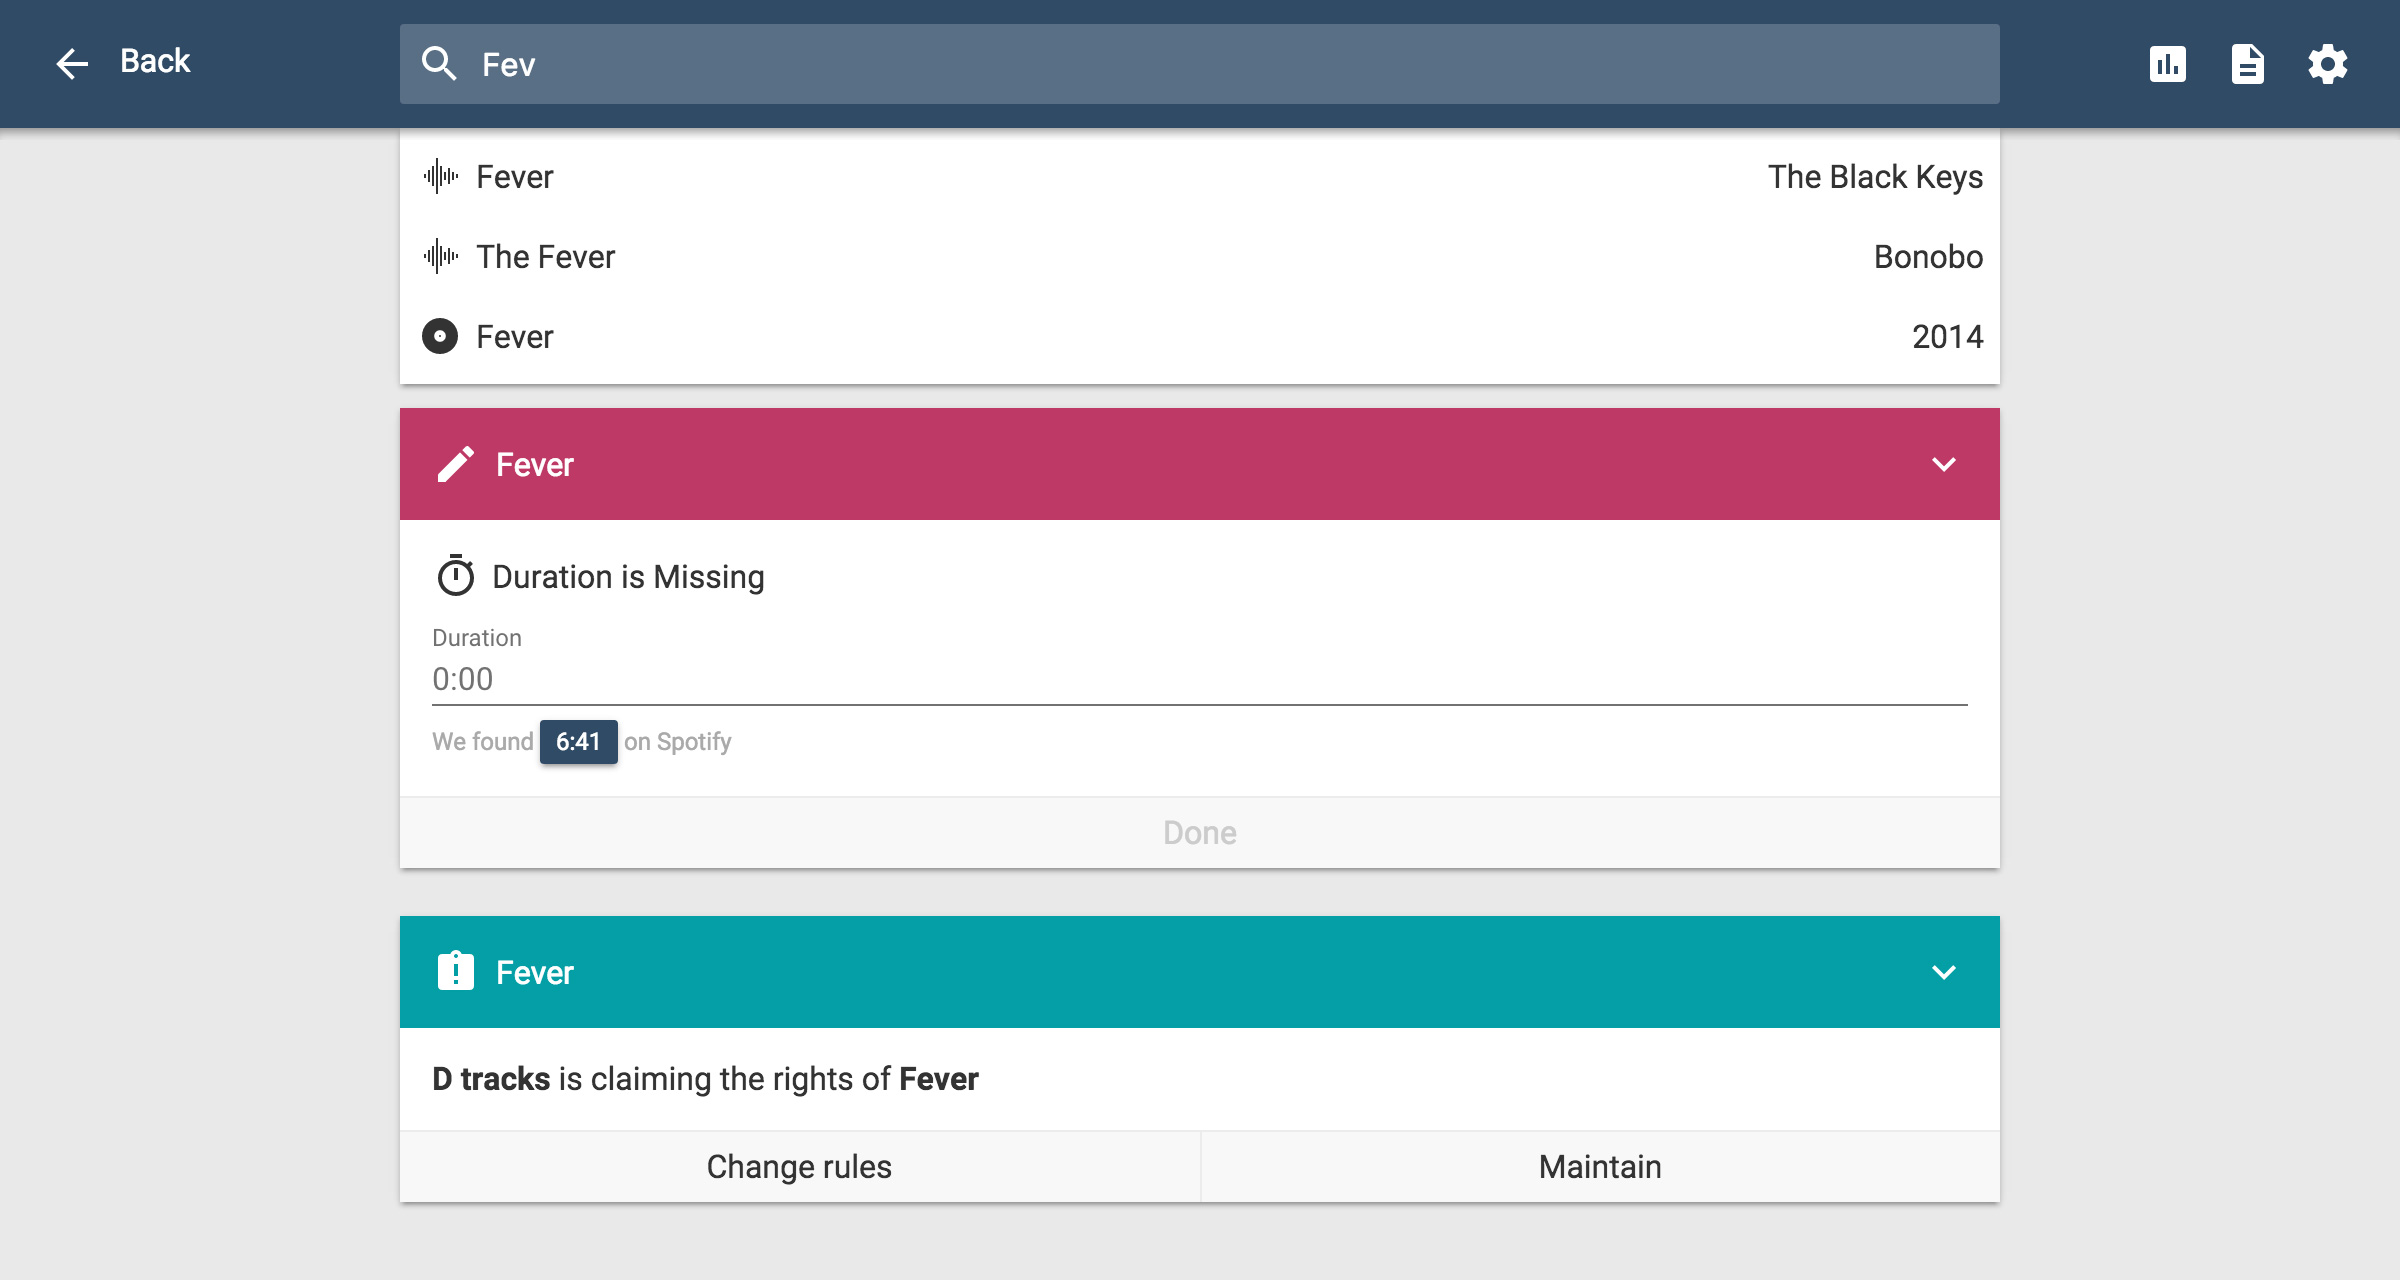 Back
Fev
Fever The Black Keys
The Fever Bonobo
Fever 2014
Fever
Duration is Missing
Duration
0:00
We found 6:41 on Spotify
Done
Fever
D tracks is claiming the rights of Fever
Change rules Maintain